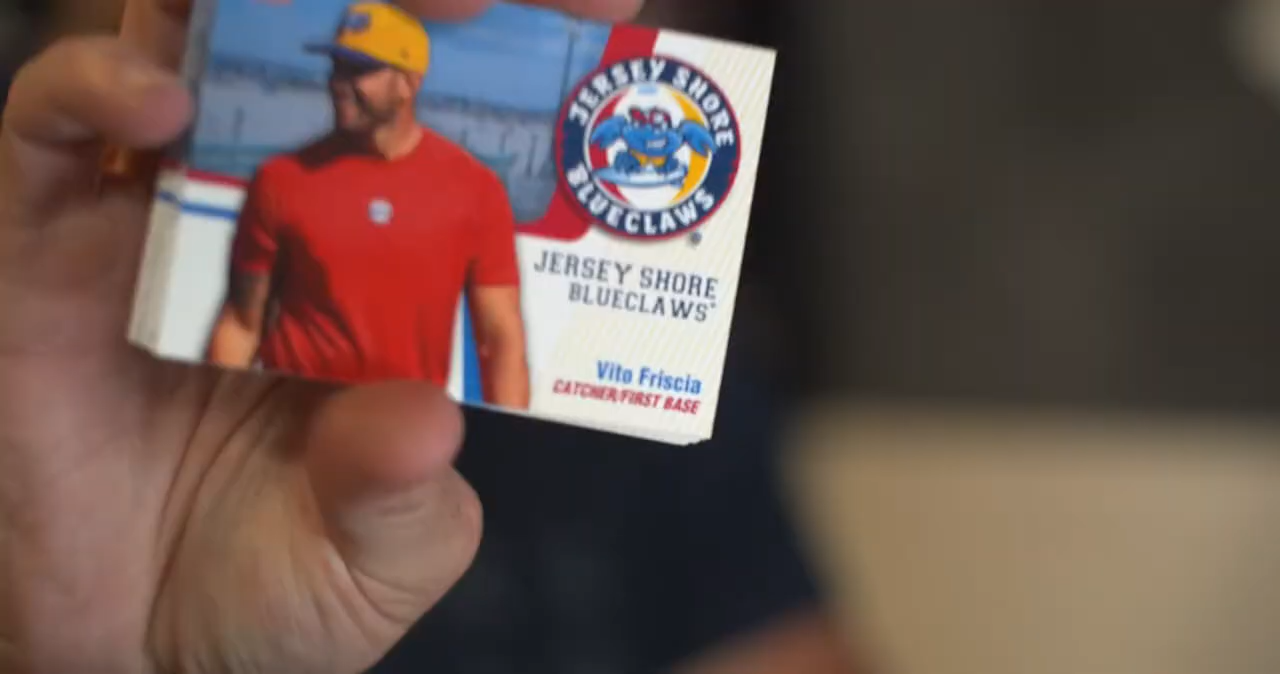 JERSEY SHORE
BLUECLAWS
JERSEY SHORE
BLUECLAWS
Vito Friscia
CATCHER/FIRST BASE